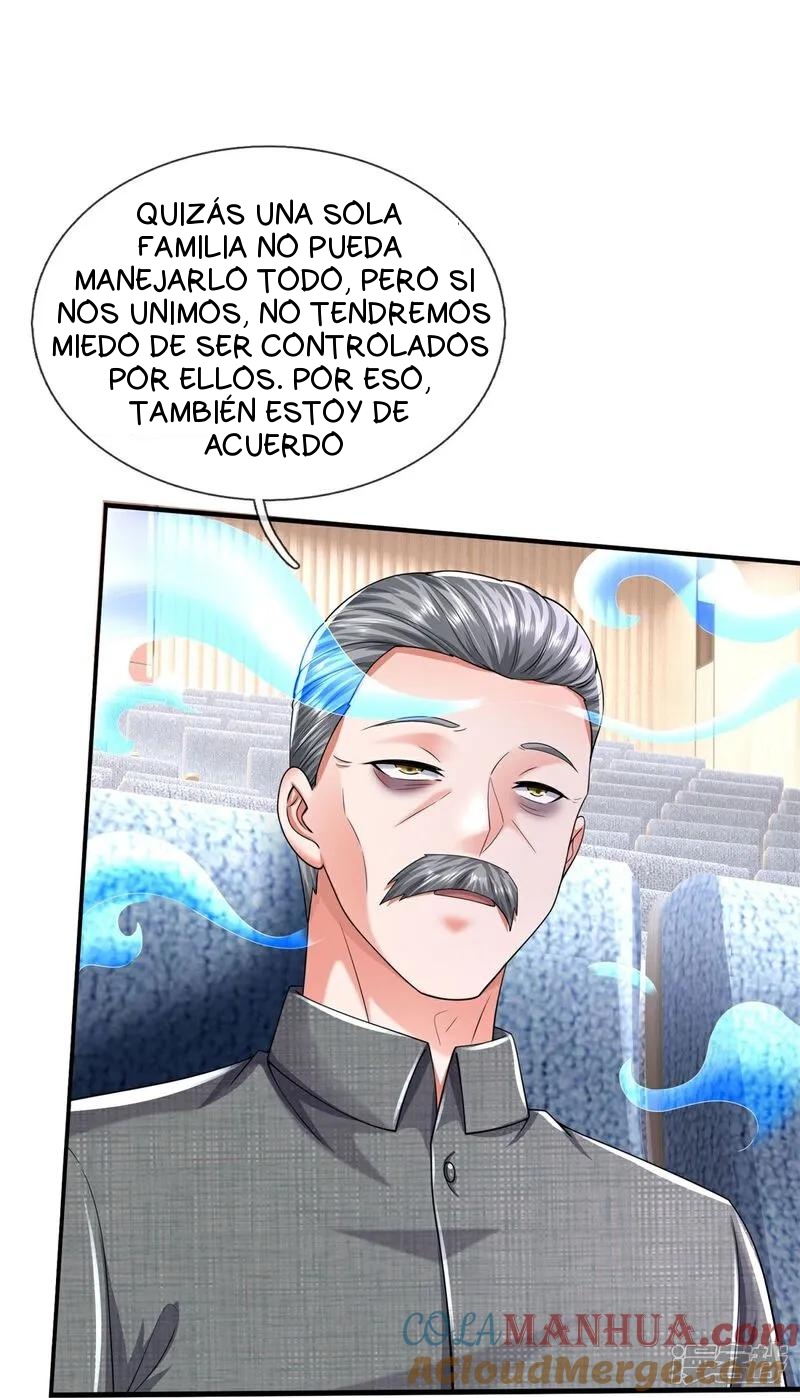 QUIZÁS UNA SOLA
FAMILIA NO PUEDA
MANEJARLO TODO, PERO SI
NOS UNIMOS, NO TENDREMOS
MIEDO DE SER CONTROLADOS
POR ELLOS. POR ESO,
TAMBIÉN ESTOY DE
ACUERDO
COLAMANHUA.com
ACloudMerge.com